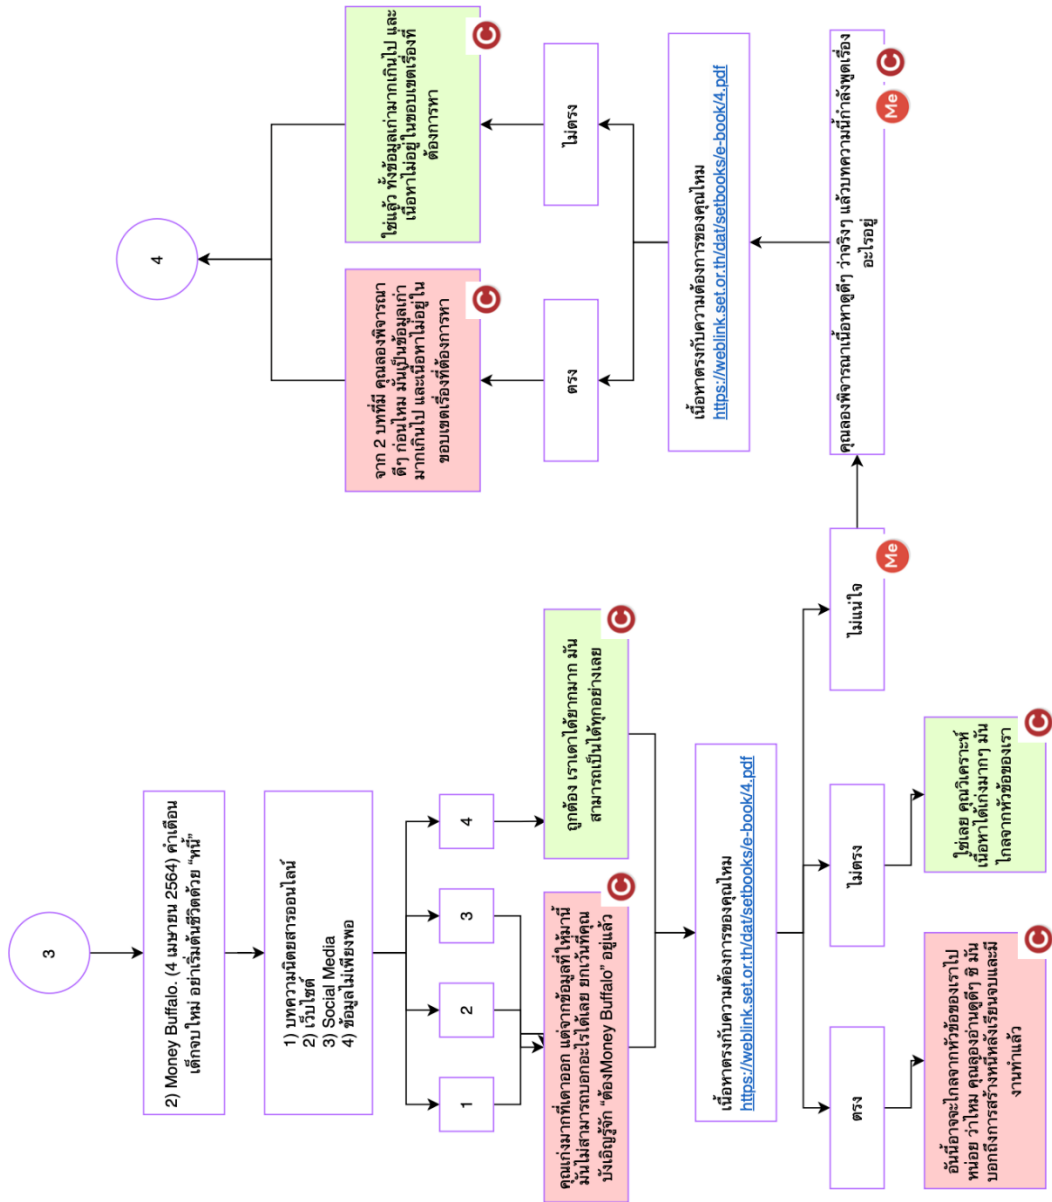 3
2) Money Buffalo. (4 เมษายน 2564) คำเตือน
เด็กจบใหม่ อย่าเริ่มต้นชีวิตด้วย “หนี้”
1) บทความนิตยสารออนไลน์
2) เว็บไซต์
3) Social Media
4) ข้อมูลไม่เพียงพอ
1
2
3
4
คุณเก่งมากที่เดาออก แต่จากข้อมูลที่ให้มานี้
มันไม่สามารถบอกอะไรได้เลย ยกเว้นที่คุณ
บังเอิญรู้จัก “ต้องMoney Buffalo” อยู่แล้ว
C
ถูกต้อง เราเดาได้ยากมาก มัน
สามารถเป็นได้ทุกอย่างเลย
C
เนื้อหาตรงกับความต้องการของคุณไหม
https://weblink.set.or.th/dat/setbooks/e-book/4.pdf
ตรง
ไม่ตรง
ไม่แน่ใจ
Me
อันนี้อาจจะไกลจากหัวข้อของเราไป
หน่อย ว่าไหม คุณลองอ่านดูดีๆ ซิ มัน
บอกถึงการสร้างหนี้หลังเรียนจบและมี
งานทำแล้ว
C
ใช่เลย คุณวิเคราะห์
เนื้อหาได้เก่งมากๆ มัน
ไกลจากหัวข้อของเรา
C
คุณลองพิจารณาเนื้อหาดูดีๆ ว่าจริงๆ แล้วบทความนี้กำลังพูดเรื่อง
อะไรอยู่
Me
C
เนื้อหาตรงกับความต้องการของคุณไหม
https://weblink.set.or.th/dat/setbooks/e-book/4.pdf
ตรง
ไม่ตรง
จาก 2 บทที่มี คุณลองพิจารณา
ดีๆ ก่อนไหม มันเป็นข้อมูลเก่า
มากเกินไป และเนื้อหาไม่อยู่ใน
ขอบเขตเรื่องที่ต้องการหา
C
ใช่แล้ว ทั้งข้อมูลเก่ามากเกินไป และ
เนื้อหาไม่อยู่ในขอบเขตเรื่องที่
ต้องการหา
C
4